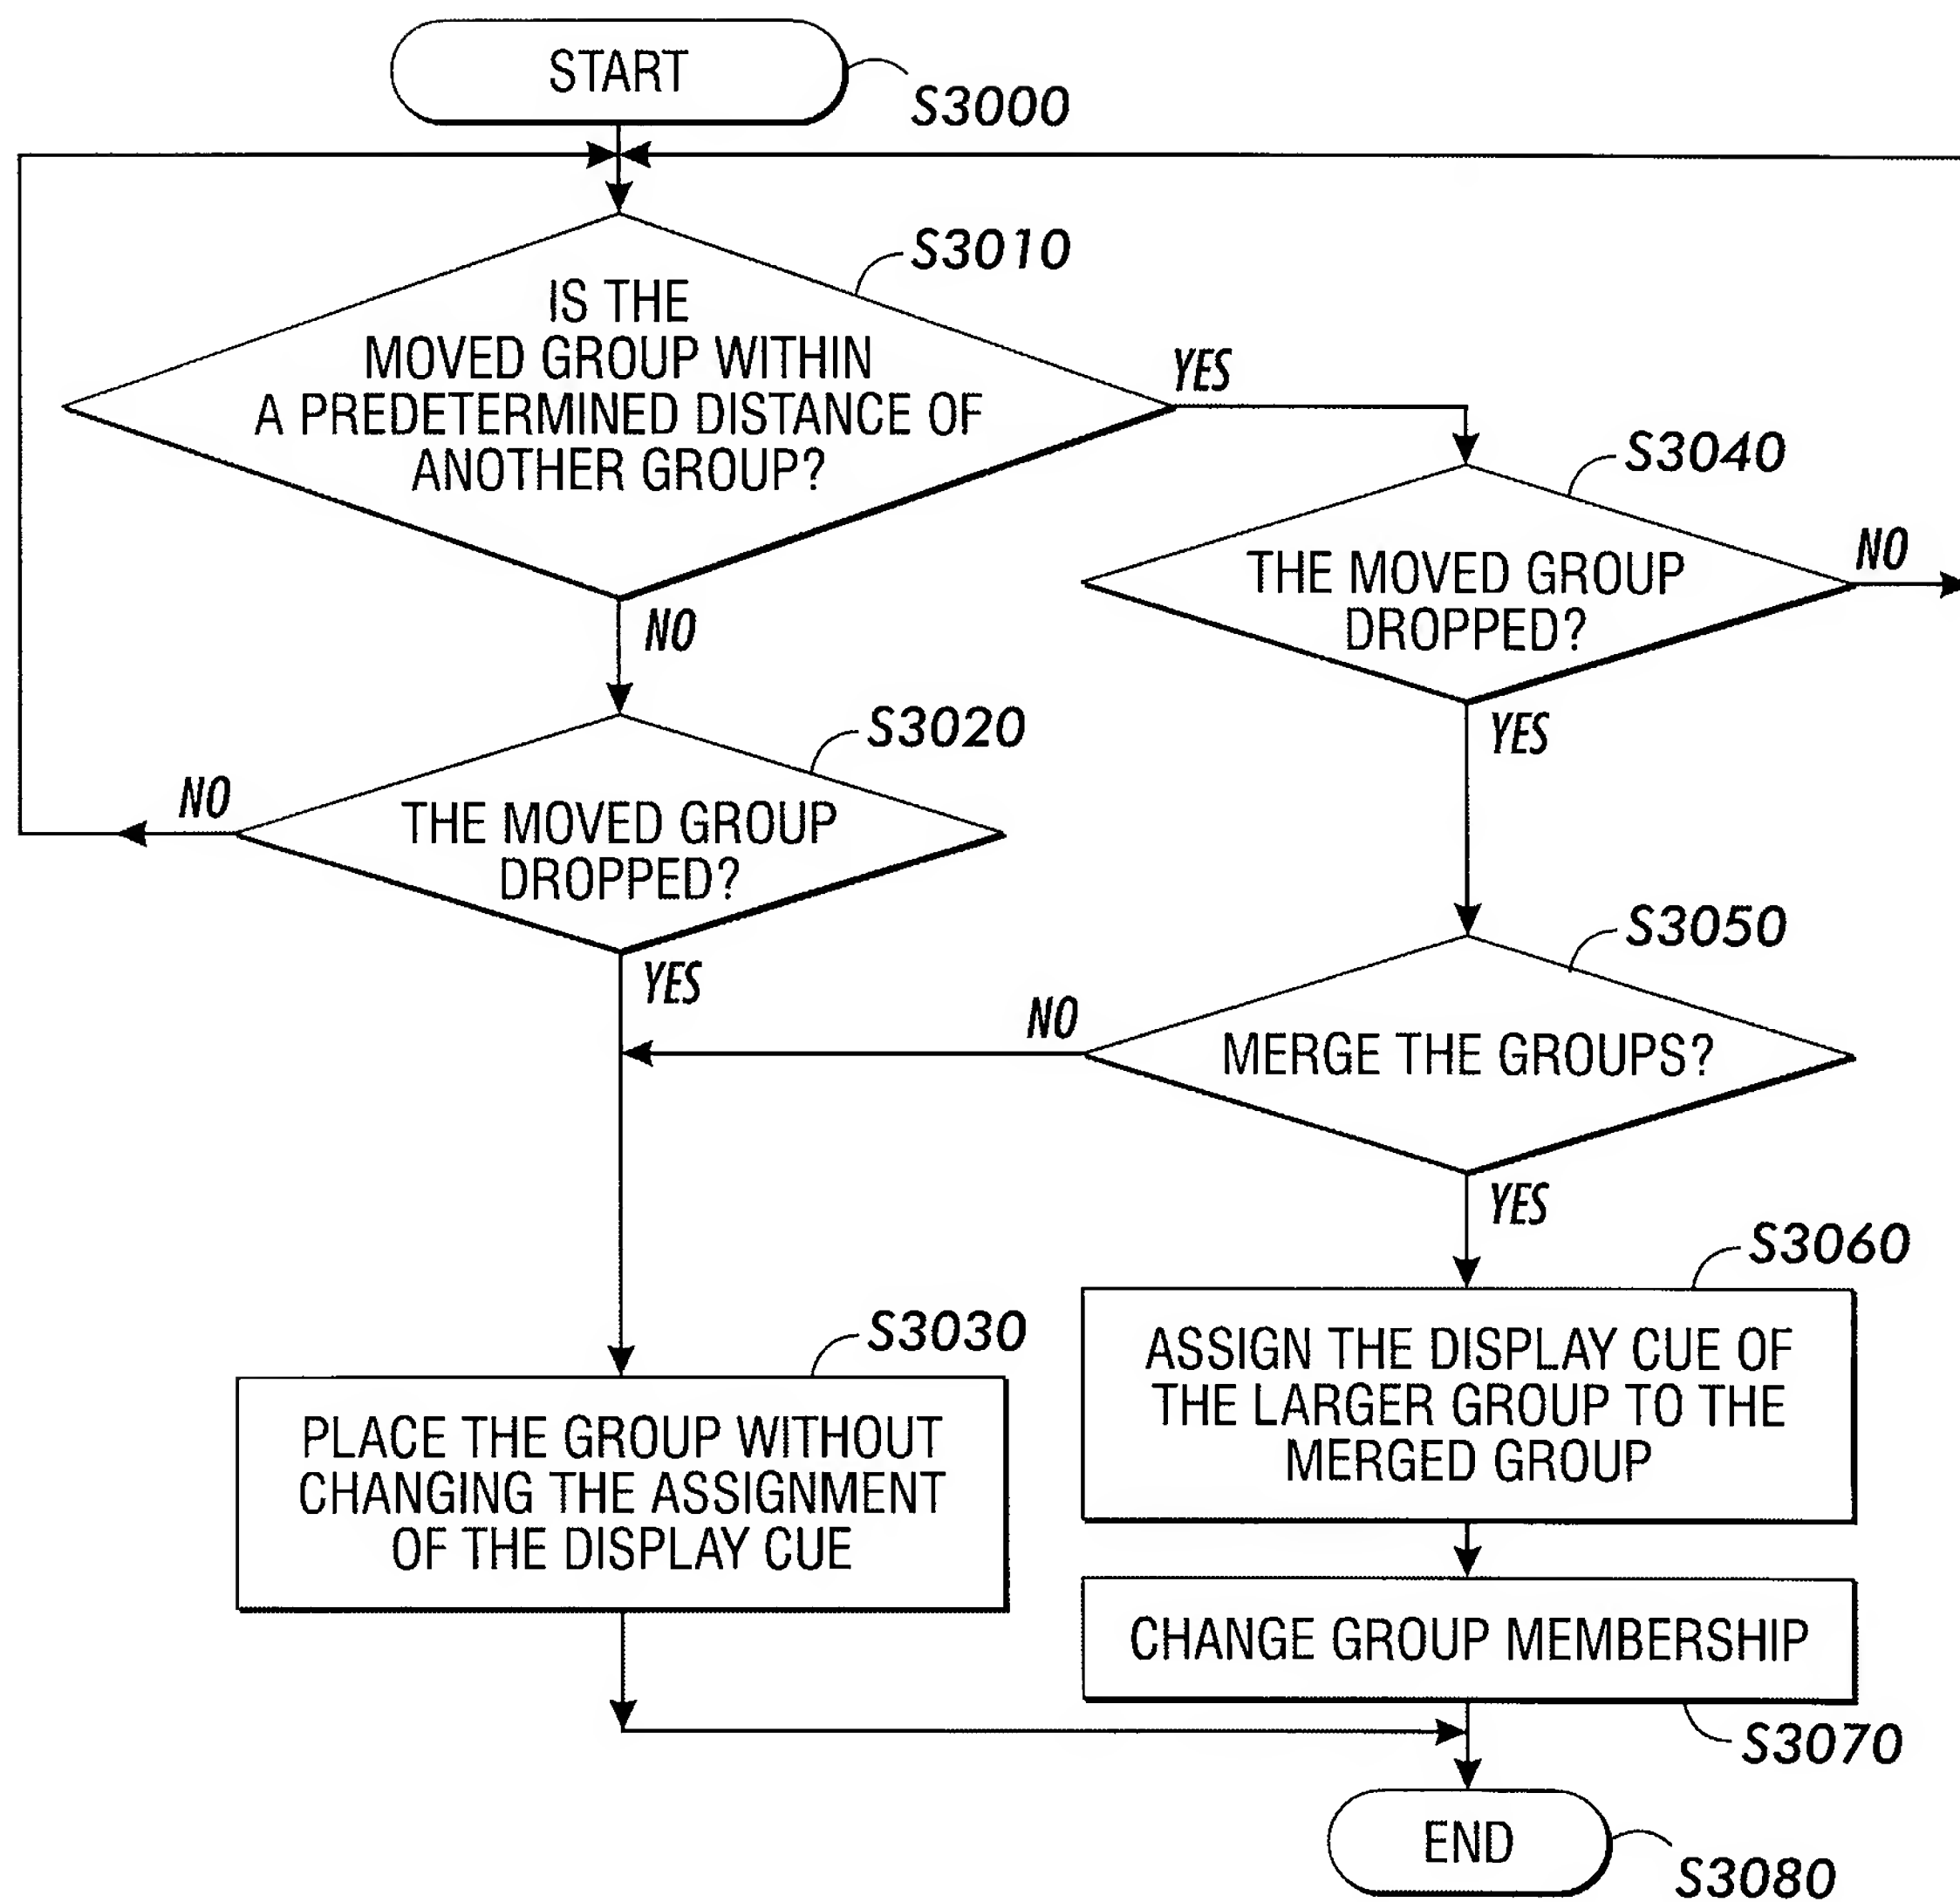 START
S3000
S3010
IS THE
MOVED GROUP WITHIN
A PREDETERMINED DISTANCE OF
ANOTHER GROUP?
YES
NO
S3040
THE MOVED GROUP
DROPPED?
NO
YES
S3020
THE MOVED GROUP
DROPPED?
NO
YES
S3050
MERGE THE GROUPS?
NO
YES
S3030
PLACE THE GROUP WITHOUT
CHANGING THE ASSIGNMENT
OF THE DISPLAY CUE
S3060
ASSIGN THE DISPLAY CUE OF
THE LARGER GROUP TO THE
MERGED GROUP
CHANGE GROUP MEMBERSHIP
S3070
END
S3080